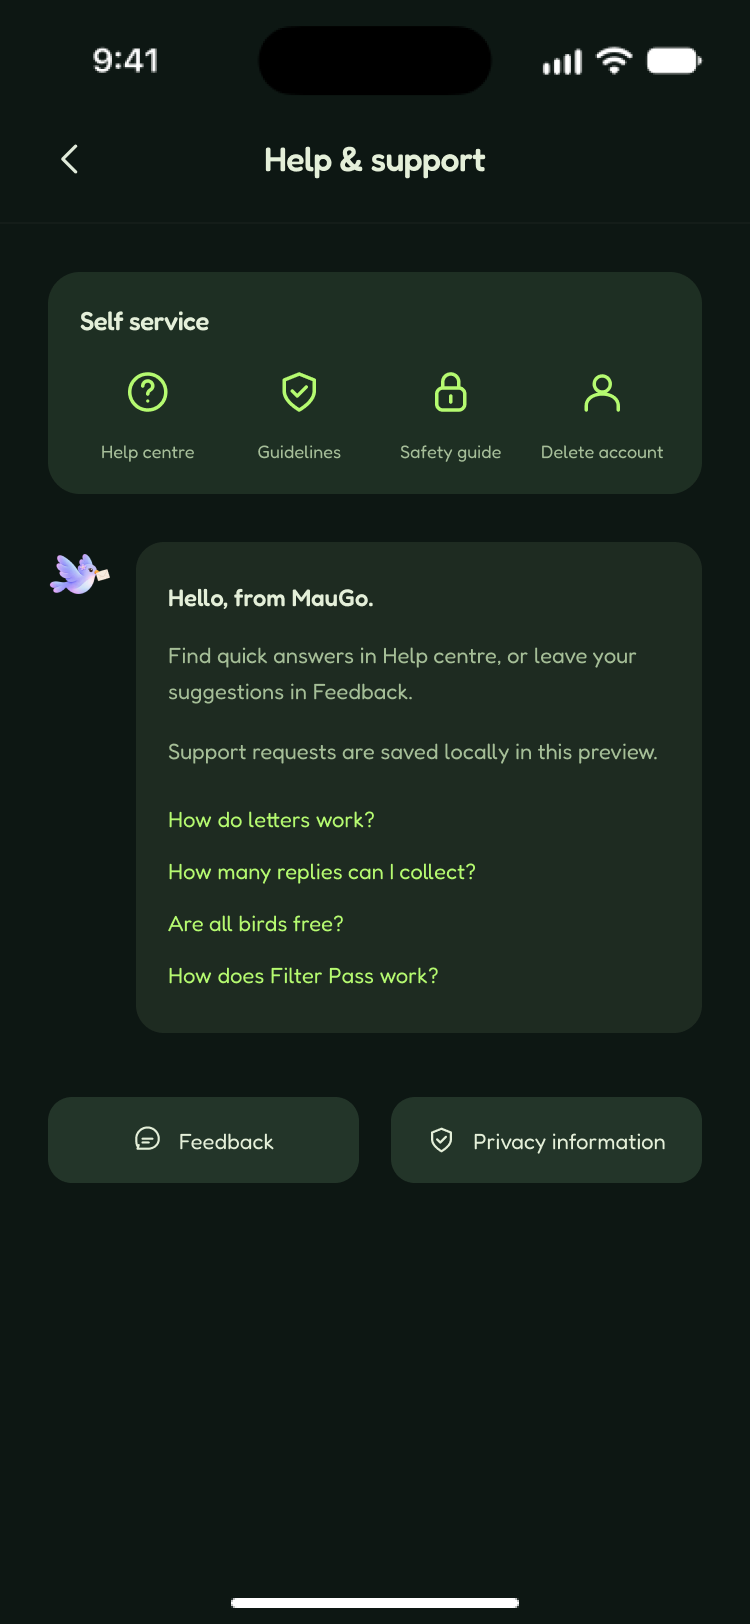 9:41
Help & support
Self service
Help centre
Guidelines
Safety guide
Delete account
Hello, from MauGo.
Find quick answers in Help centre, or leave your
suggestions in Feedback.
Support requests are saved locally in this preview.
How do letters work?
How many replies can I collect?
Are all birds free?
How does Filter Pass work?
Feedback
Privacy information